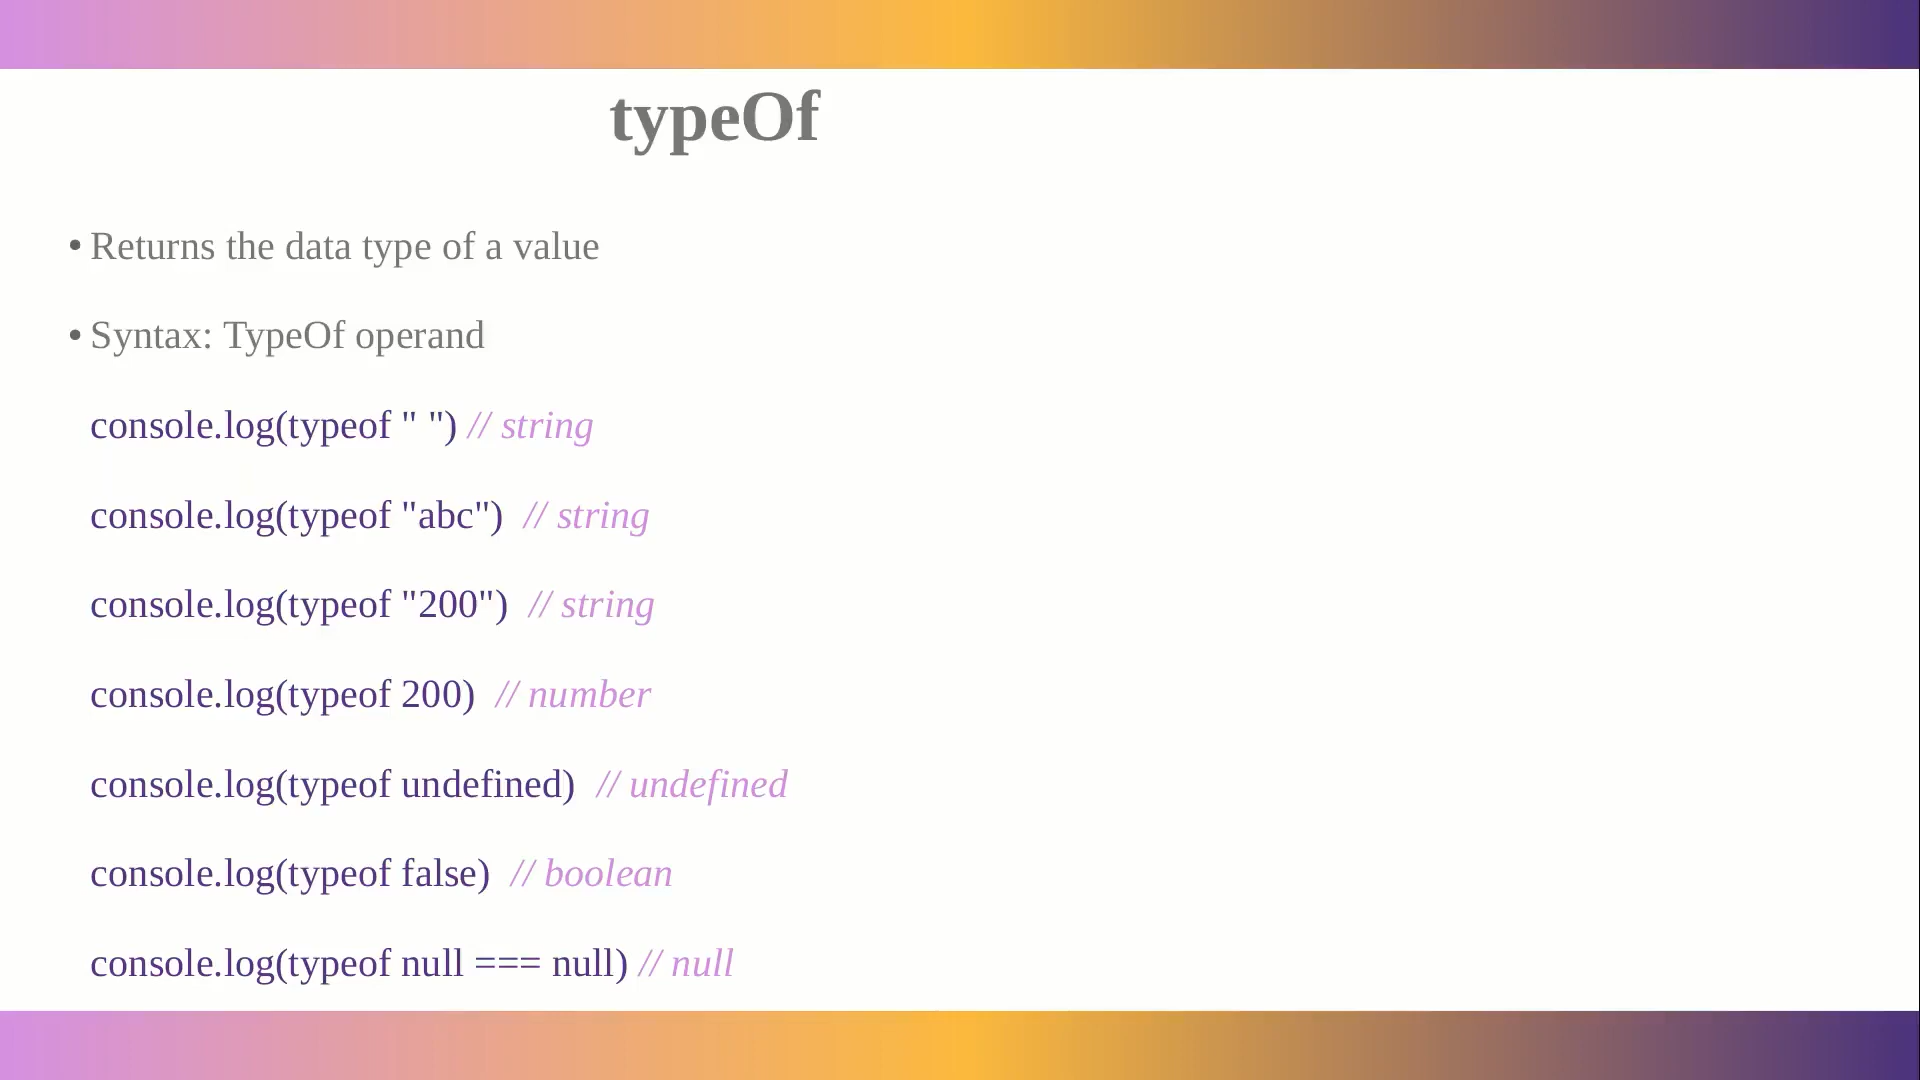 typeOf
• Returns the data type of a value
• Syntax: TypeOf operand
console.log(typeof " ") // string
console.log(typeof "abc")  // string
console.log(typeof "200")  // string
console.log(typeof 200)  // number
console.log(typeof undefined)  // undefined
console.log(typeof false)  // boolean
console.log(typeof null === null) // null